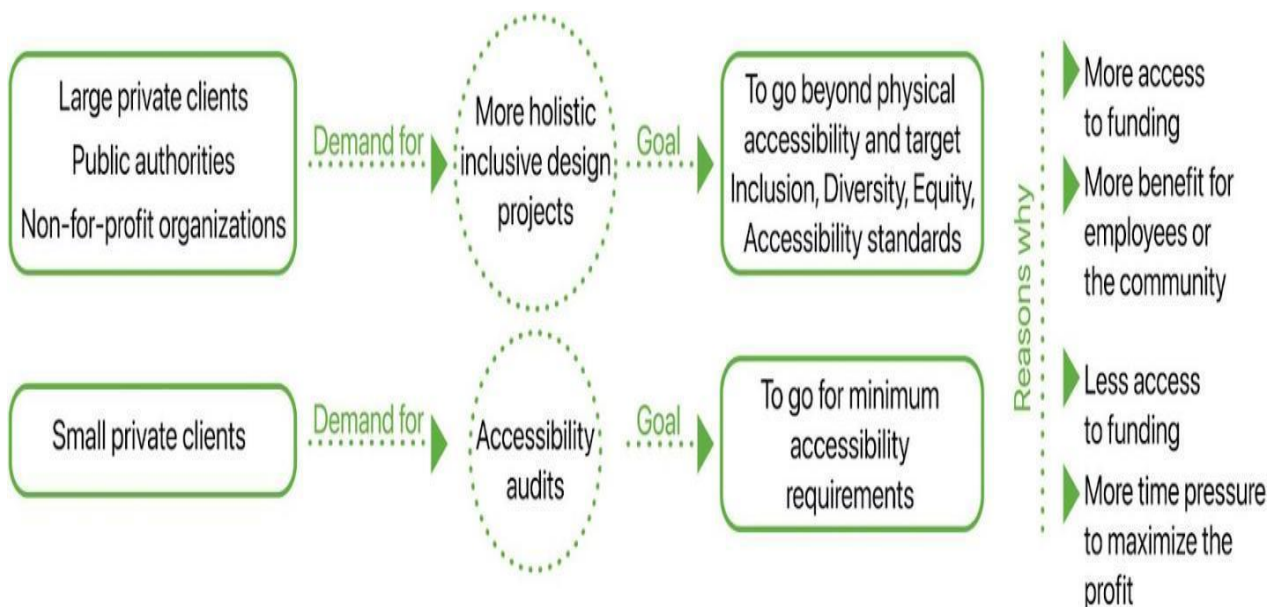 Large private clients
Public authorities
Non-for-profit organizations
Demand for
More holistic
inclusive design
projects
Goal
To go beyond physical
accessibility and target
Inclusion, Diversity, Equity,
Accessibility standards
Small private clients
Demand for
Accessibility
audits
Goal
To go for minimum
accessibility
requirements
Reasons why
More access
to funding
More benefit for
employees or
the community
Less access
to funding
More time pressure
to maximize the
profit